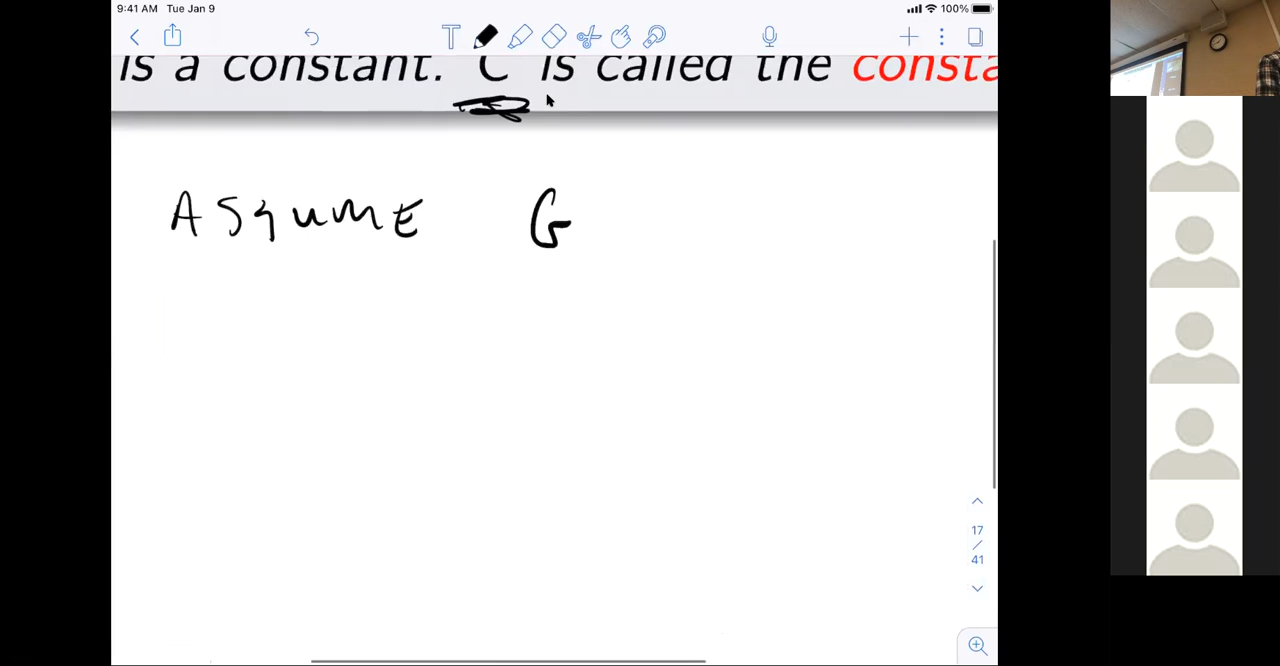 9:41 AM Tue Jan 9 100%
is a constant. C is called the consta
ASSUME G
17
/
41